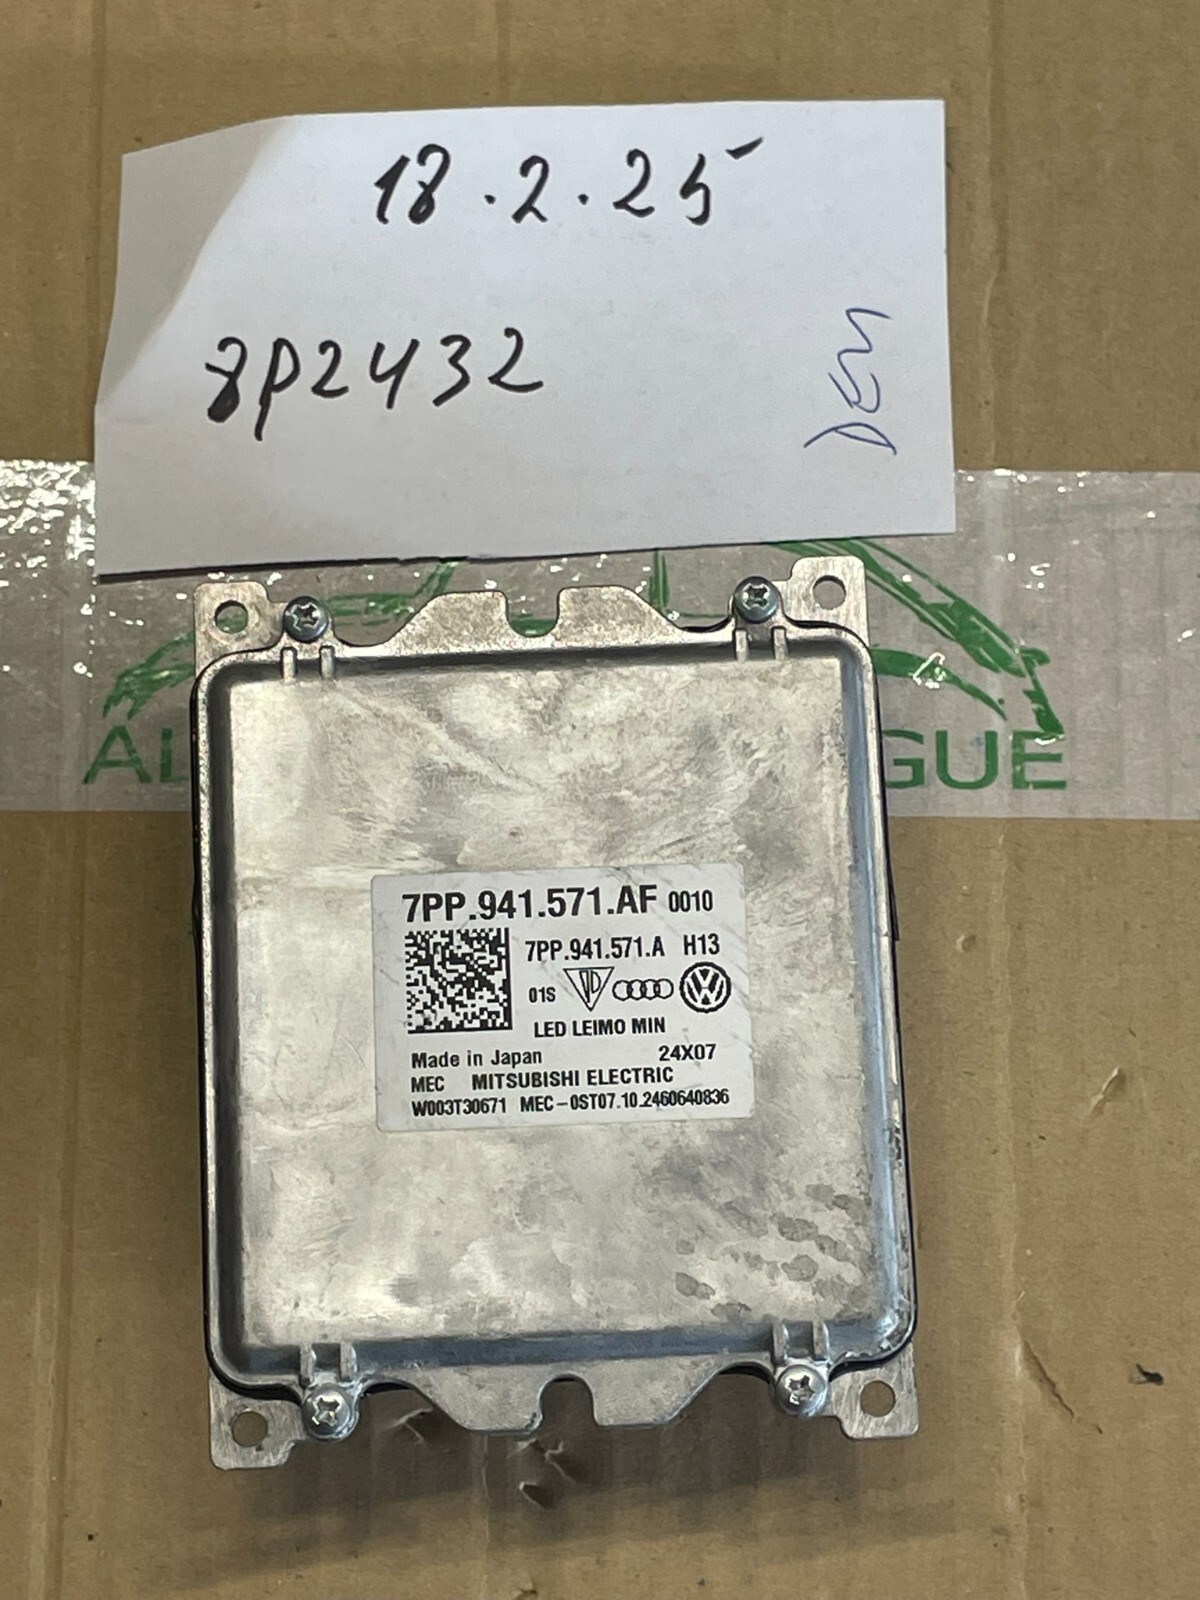 18.2.25
8P2432
DEM
AL GUE
7PP.941.571.AF 0010
7PP.941.571.A H13
01S
LED LEIMO MIN
Made in Japan 24X07
MEC MITSUBISHI ELECTRIC
W003T30671 MEC-0ST07.10.2460640836